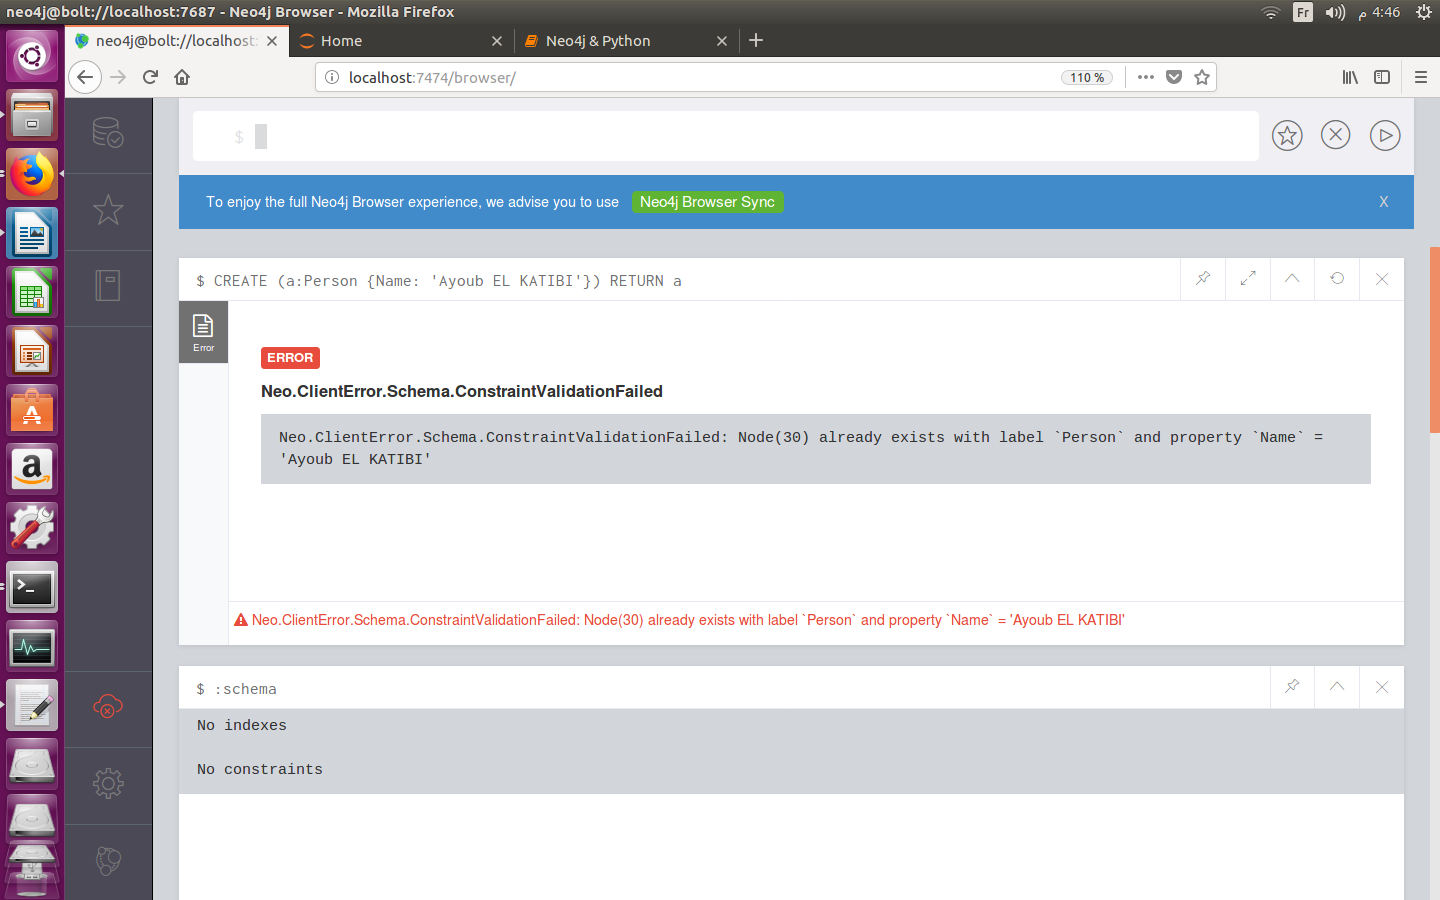 neo4j@bolt://localhost:7687 - Neo4j Browser - Mozilla Firefox
Fr
م 4:46
neo4j@bolt://localhost:
Home
Neo4j & Python
localhost:7474/browser/
110 %
$
To enjoy the full Neo4j Browser experience, we advise you to use Neo4j Browser Sync X
$ CREATE (a:Person {Name: 'Ayoub EL KATIBI'}) RETURN a
Error
ERROR
Neo.ClientError.Schema.ConstraintValidationFailed
Neo.ClientError.Schema.ConstraintValidationFailed: Node(30) already exists with label `Person` and property `Name` =
'Ayoub EL KATIBI'
Neo.ClientError.Schema.ConstraintValidationFailed: Node(30) already exists with label `Person` and property `Name` = 'Ayoub EL KATIBI'
$ :schema
No indexes
No constraints